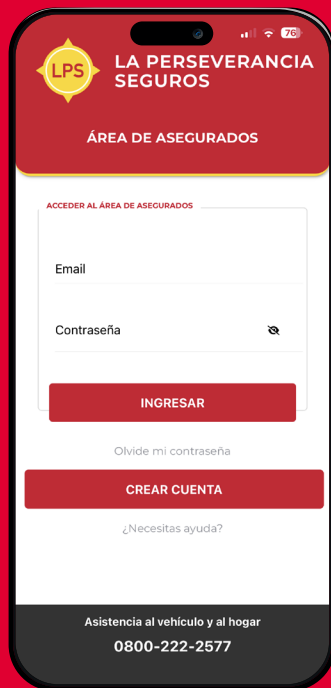 76
LPS
LA PERSEVERANCIA
SEGUROS
ÁREA DE ASEGURADOS
ACCEDER AL ÁREA DE ASEGURADOS
Email
Contraseña
INGRESAR
Olvide mi contraseña
CREAR CUENTA
¿Necesitas ayuda?
Asistencia al vehículo y al hogar
0800-222-2577